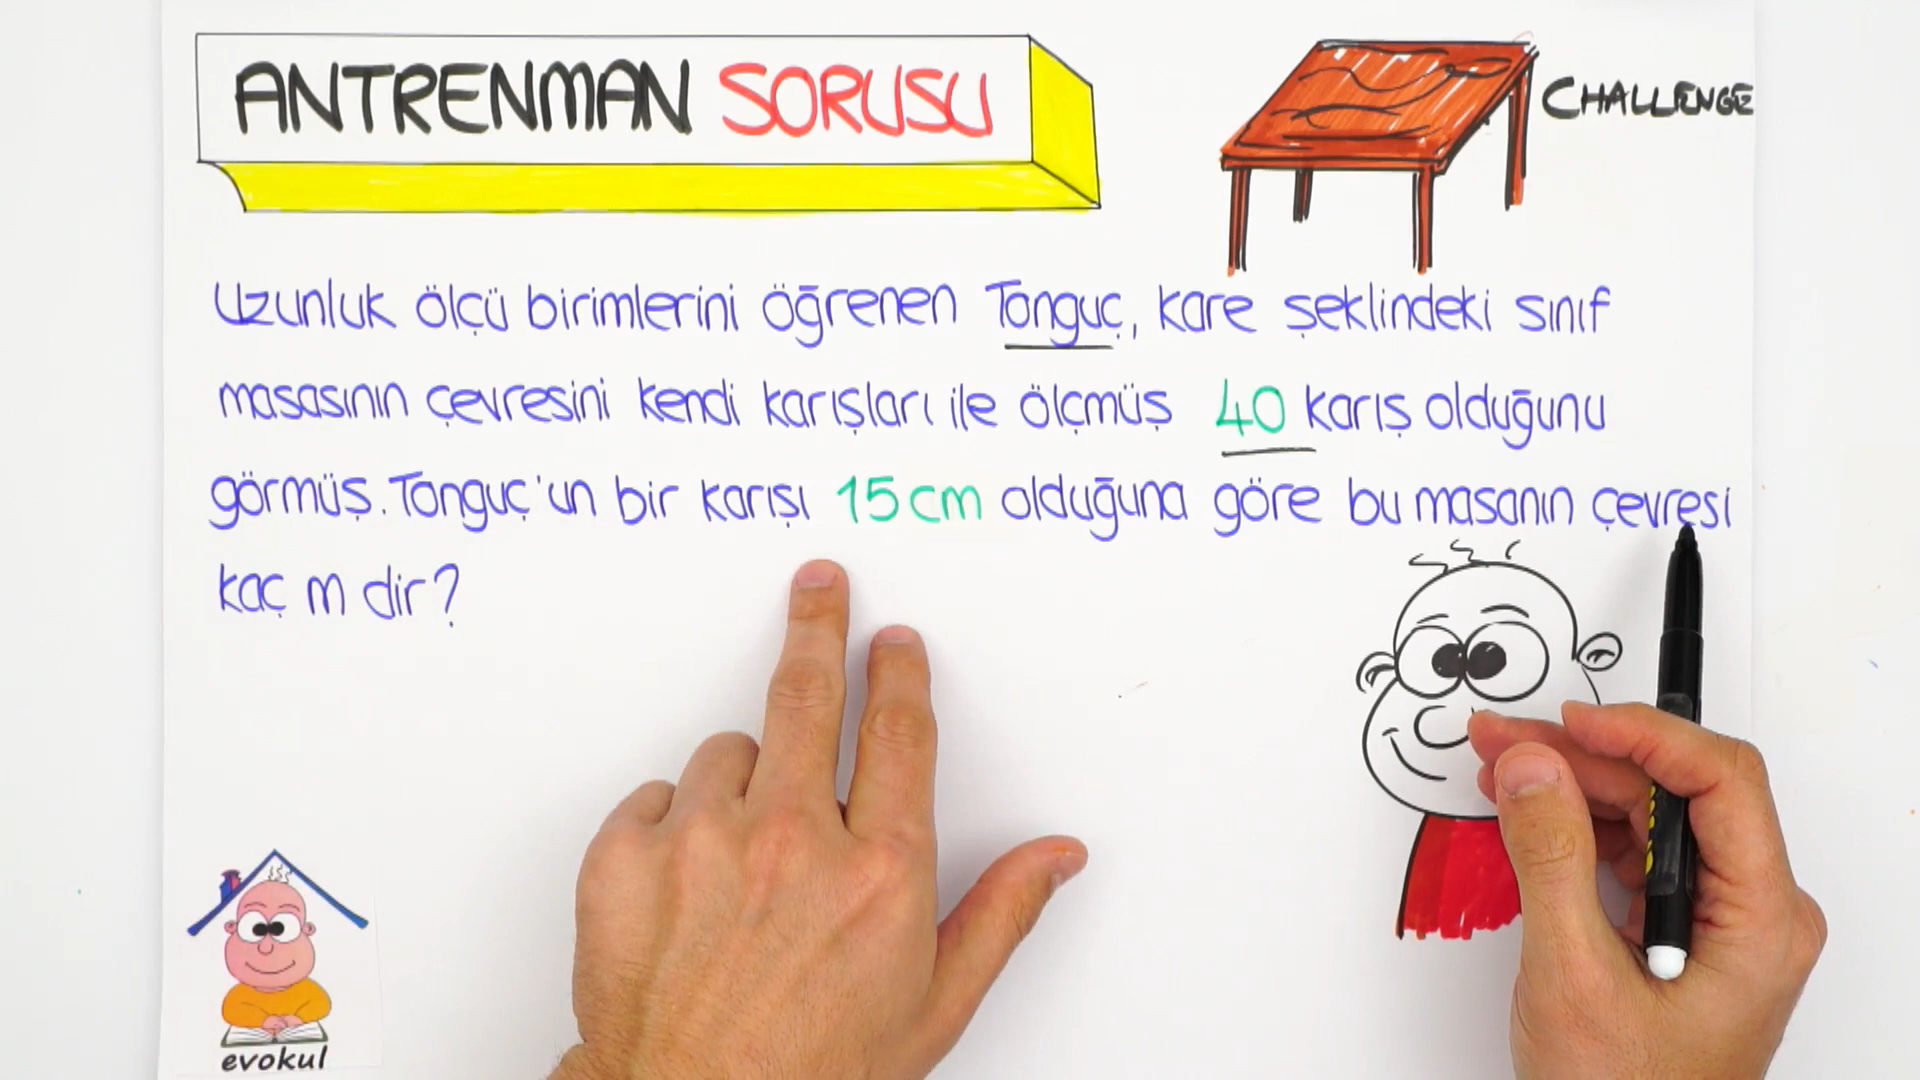 ANTRENMAN SORUSU
CHALLENGE
Uzunluk ölçü birimlerini öğrenen Tonguç, kare şeklindeki sınıf
masasının çevresini kendi karışları ile ölçmüş 40 karış olduğunu
görmüş. Tonguç'un bir karışı 15 cm olduğuna göre bu masanın çevresi
kaç m dir?
evokul